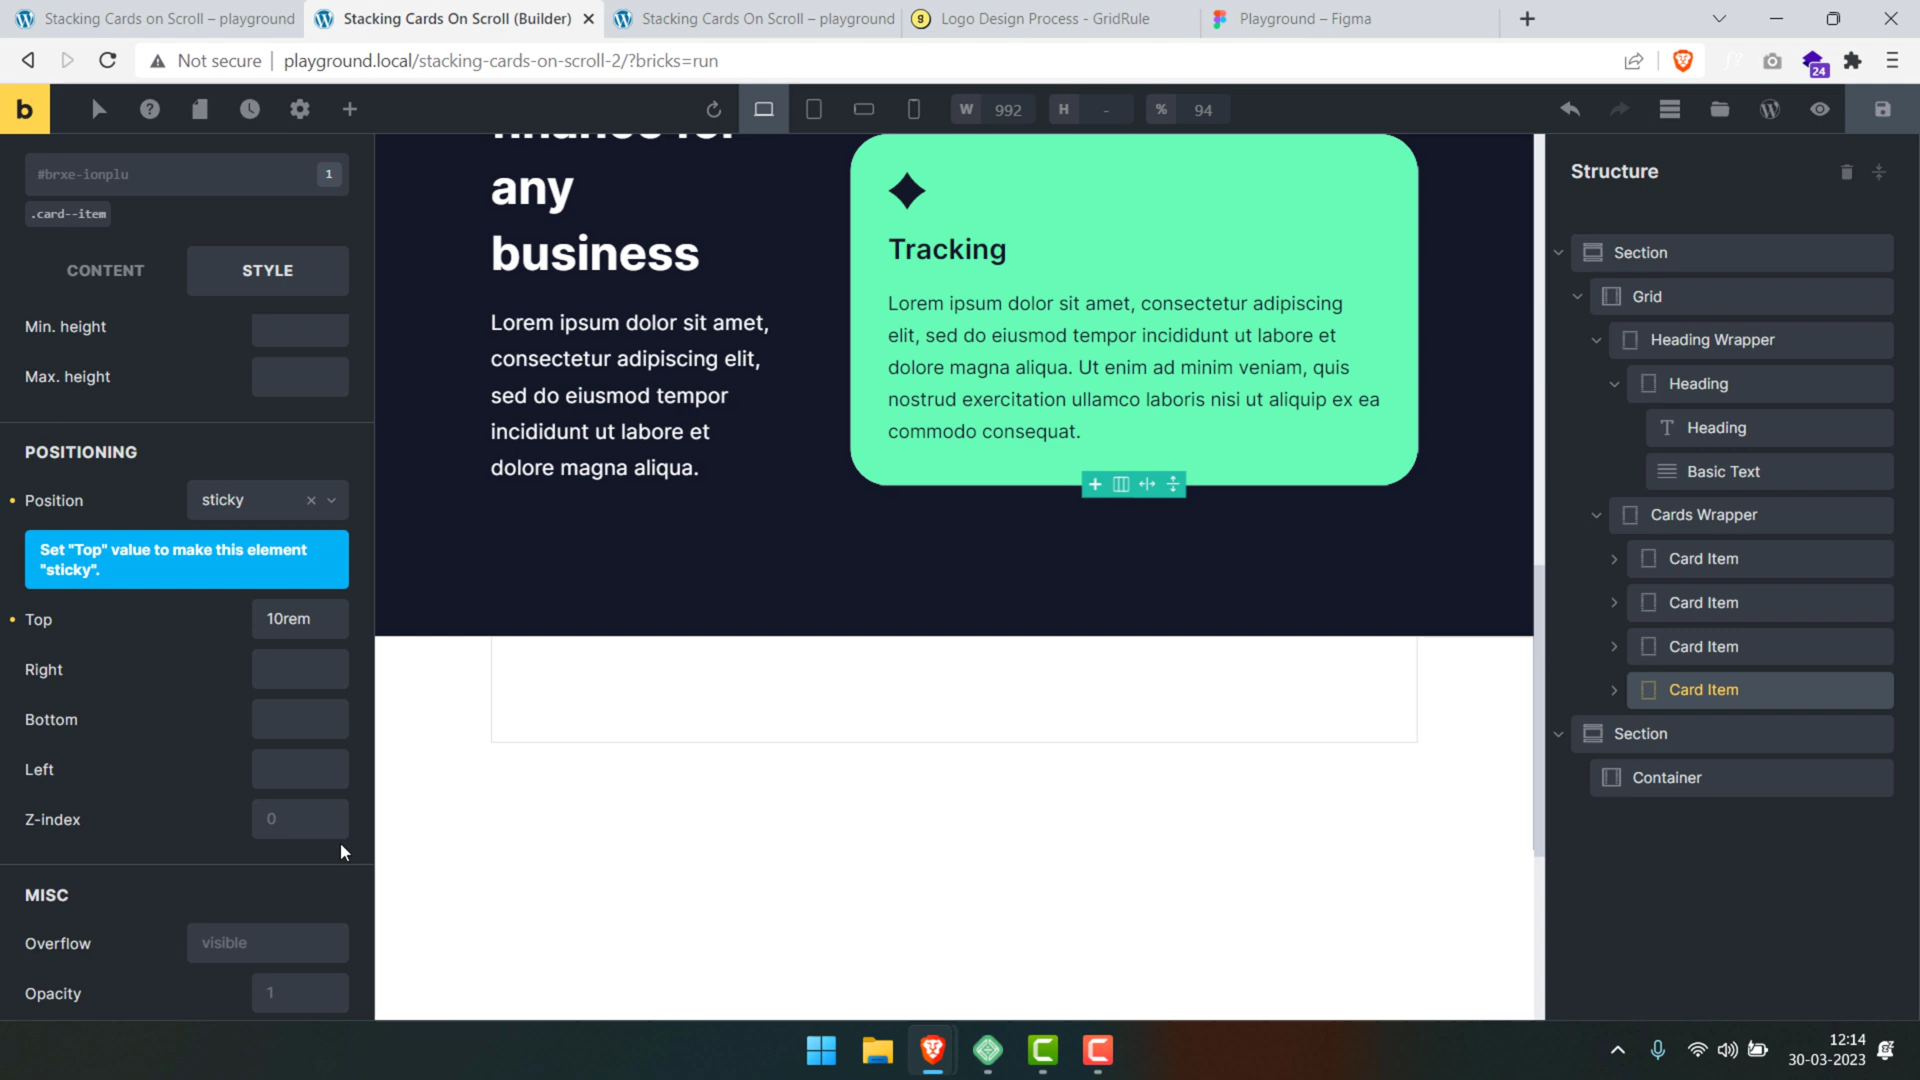 Stacking Cards on Scroll – playground
Stacking Cards On Scroll (Builder)
Stacking Cards On Scroll – playground
Logo Design Process - GridRule
Playground – Figma
Not secure
playground.local/stacking-cards-on-scroll-2/?bricks=run
24
b
W 992
H -
% 94
#brxe-ionplu
1
.card--item
CONTENT
STYLE
Min. height
Max. height
POSITIONING
Position
sticky
Set "Top" value to make this element
"sticky".
Top
10rem
Right
Bottom
Left
Z-index
0
MISC
Overflow
visible
Opacity
1
any
business
Lorem ipsum dolor sit amet,
consectetur adipiscing elit,
sed do eiusmod tempor
incididunt ut labore et
dolore magna aliqua.
Tracking
Lorem ipsum dolor sit amet, consectetur adipiscing
elit, sed do eiusmod tempor incididunt ut labore et
dolore magna aliqua. Ut enim ad minim veniam, quis
nostrud exercitation ullamco laboris nisi ut aliquip ex ea
commodo consequat.
Structure
Section
Grid
Heading Wrapper
Heading
Heading
Basic Text
Cards Wrapper
Card Item
Card Item
Card Item
Card Item
Section
Container
12:14
30-03-2023